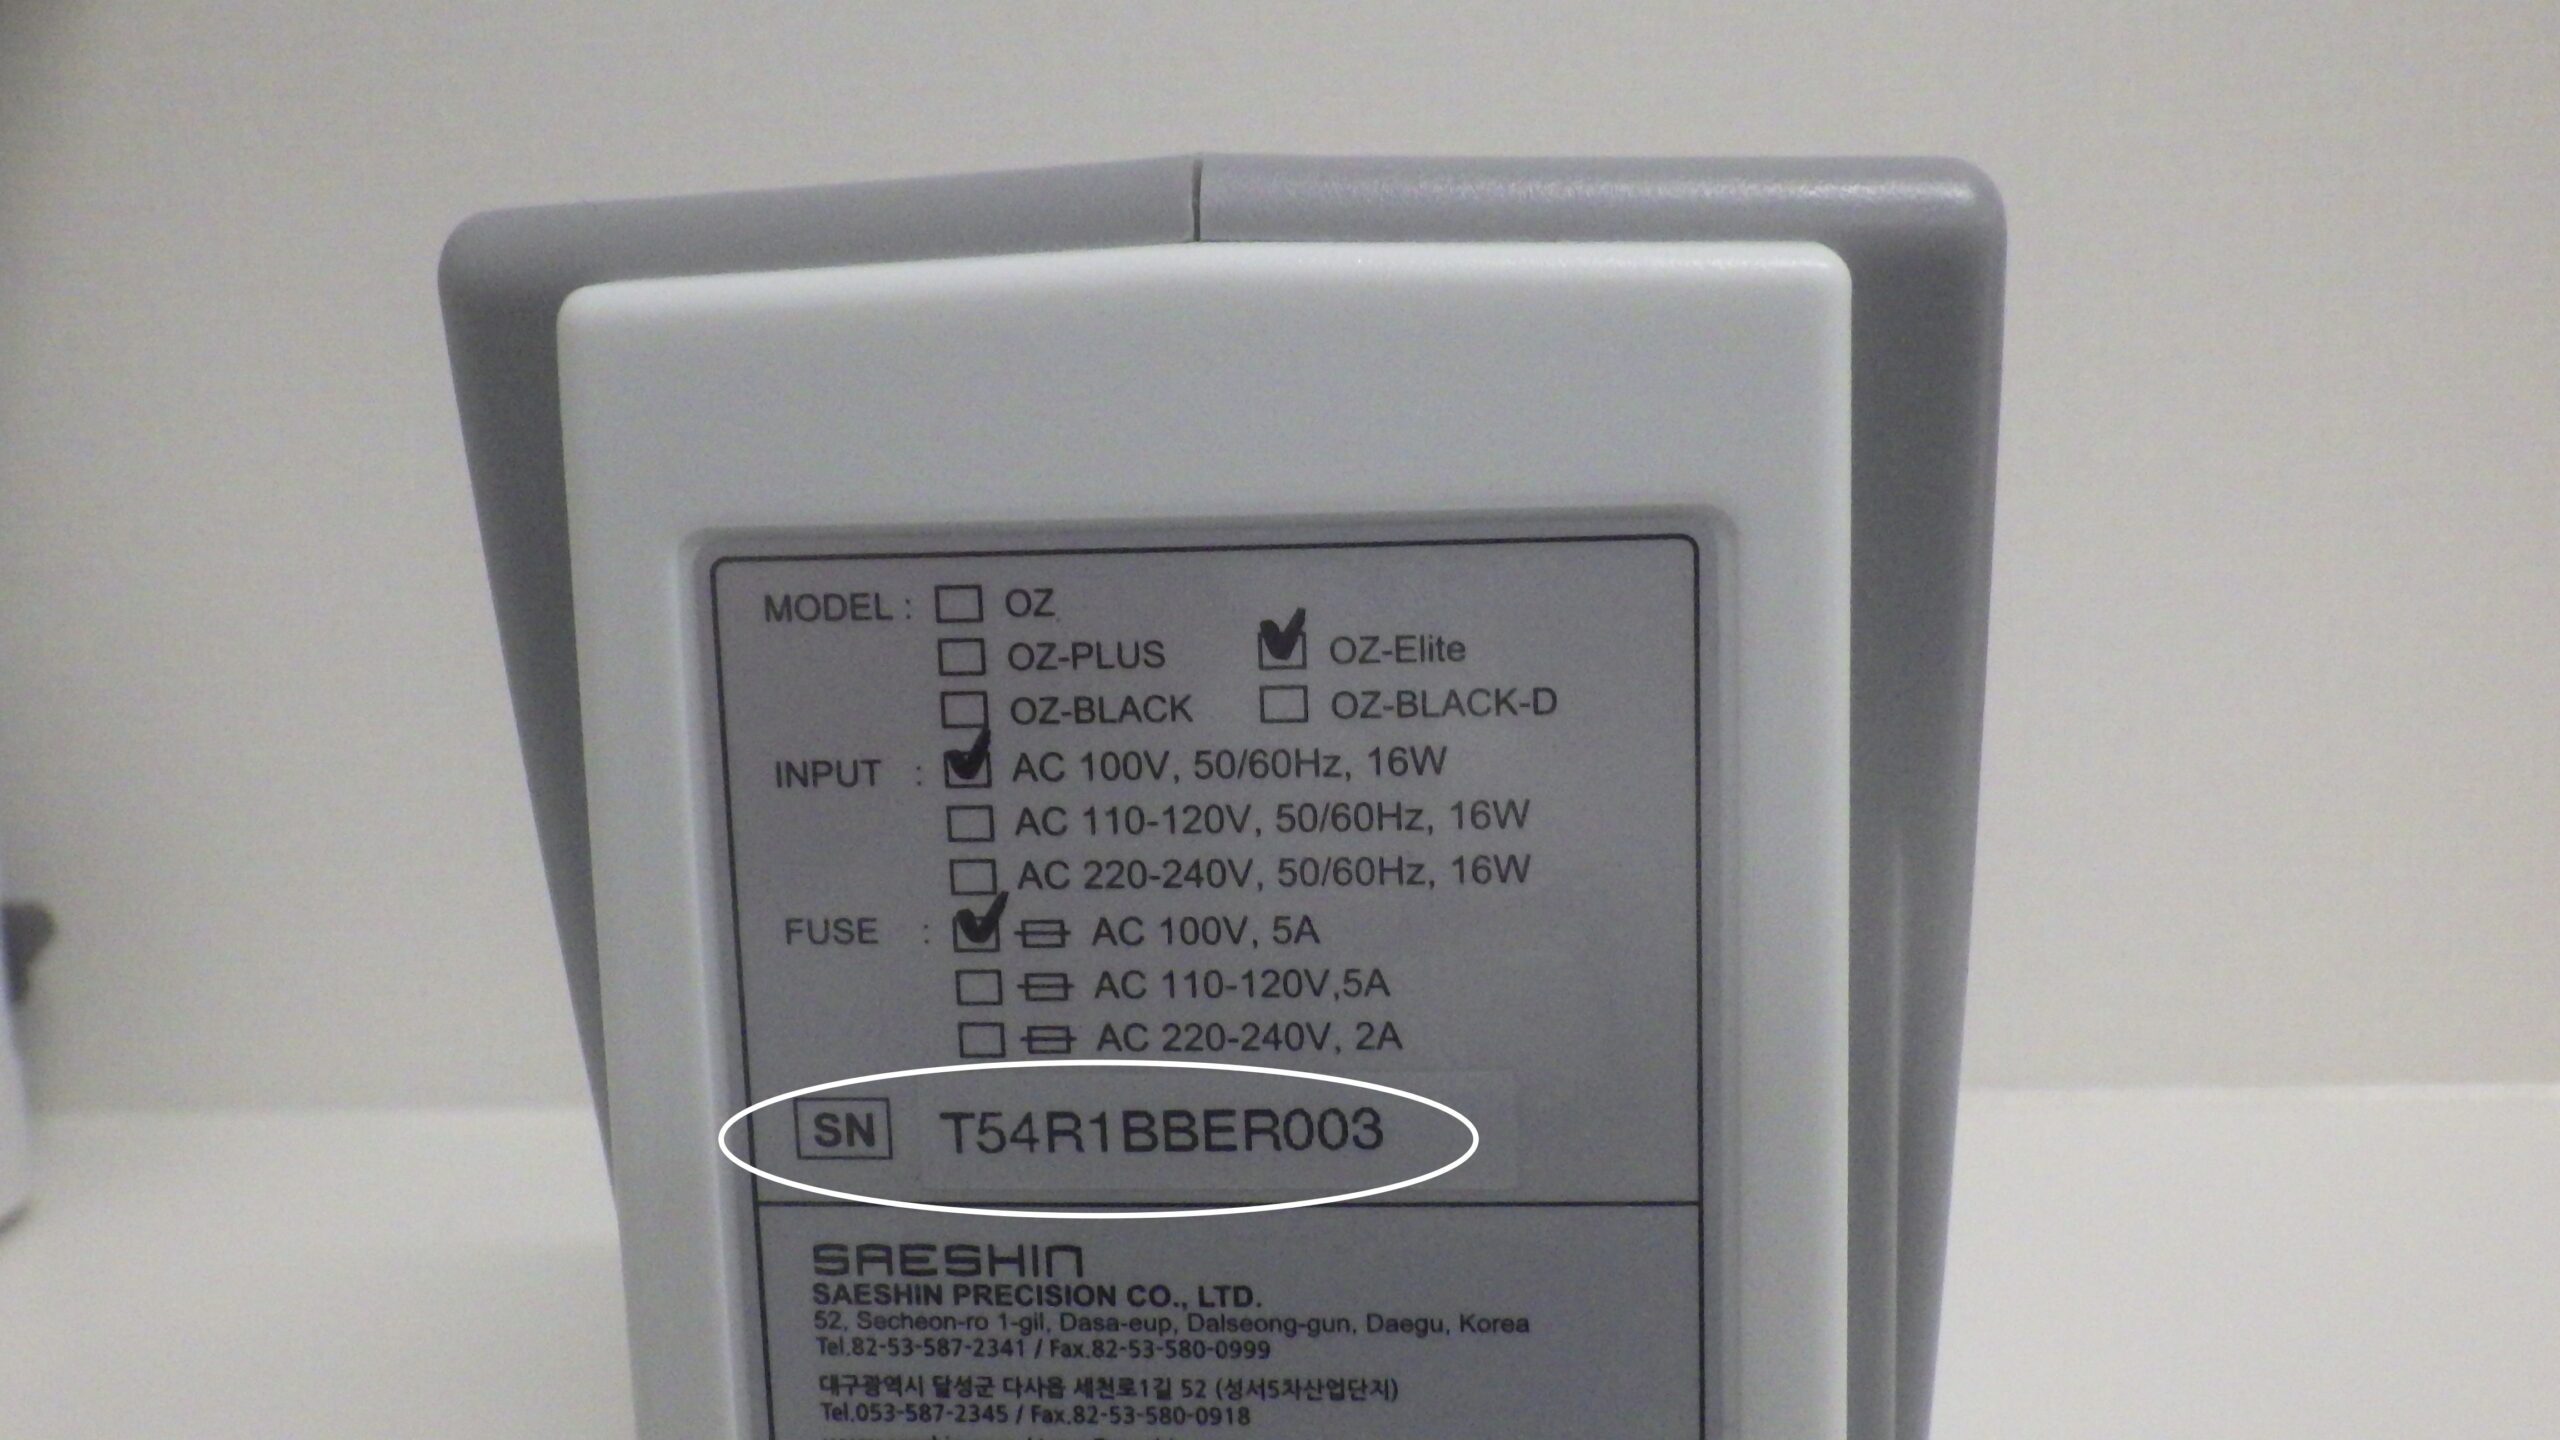 MODEL : OZ
OZ-PLUS OZ-Elite
OZ-BLACK OZ-BLACK-D
INPUT : AC 100V, 50/60Hz, 16W
AC 110-120V, 50/60Hz, 16W
AC 220-240V, 50/60Hz, 16W
FUSE : AC 100V, 5A
AC 110-120V,5A
AC 220-240V, 2A
SN T54R1BBER003
SAESHIN
SAESHIN PRECISION CO., LTD.
52, Secheon-ro 1-gil, Dasa-eup, Dalseong-gun, Daegu, Korea
Tel.82-53-587-2341 / Fax.82-53-580-0999
대구광역시 달성군 다사읍 세천로1길 52 (성서5차산업단지)
Tel.053-587-2345 / Fax.82-53-580-0918